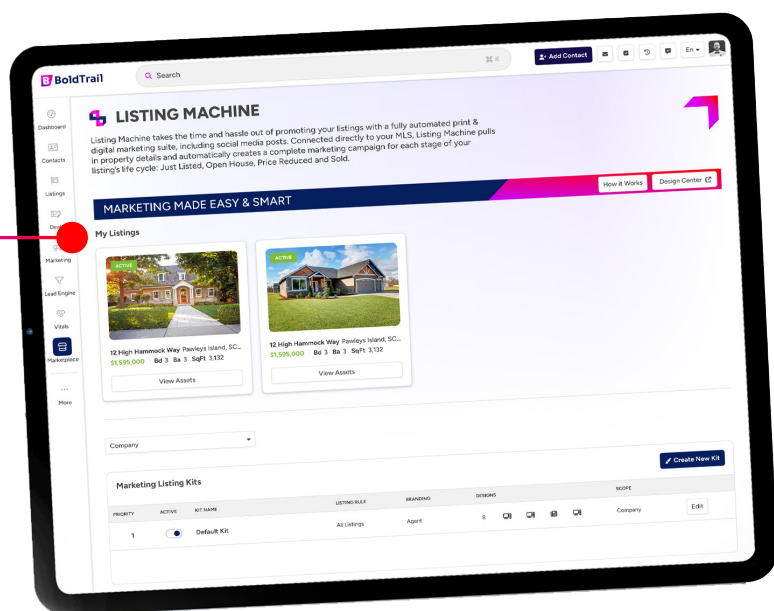 BoldTrail
Search
⌘ K
Add Contact
En
Dashboard
Contacts
Listings
Marketing
Lead Engine
Vitals
Marketplace
More
LISTING MACHINE
Listing Machine takes the time and hassle out of promoting your listings with a fully automated print &
digital marketing suite, including social media posts. Connected directly to your MLS, Listing Machine pulls
in property details and automatically creates a complete marketing campaign for each stage of your
listing's life cycle: Just Listed, Open House, Price Reduced and Sold.
MARKETING MADE EASY & SMART
How it Works
Design Center
My Listings
ACTIVE
12 High Hammock Way Pawleys Island, SC...
$1,595,000 Bd 3 Ba 3 SqFt 3,132
View Assets
ACTIVE
12 High Hammock Way Pawleys Island, SC...
$1,595,000 Bd 3 Ba 3 SqFt 3,132
View Assets
Company
Marketing Listing Kits
Create New Kit
PRIORITY ACTIVE KIT NAME LISTING RULE BRANDING DESIGNS SCOPE
1 Default Kit All Listings Agent 8 Company Edit